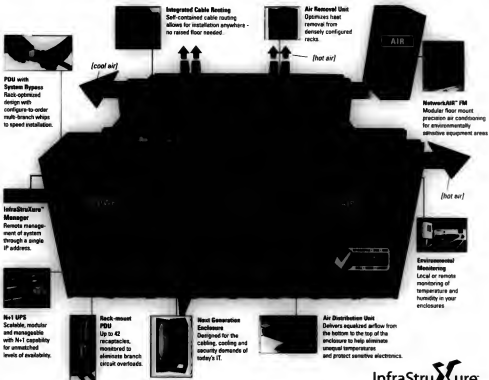 Integrated Cable Routing
Self-contained cable routing
allows for installation anywhere -
no raised floor needed.
Air Removal Unit
Optimizes heat
removal from
densely configured
racks.
AIR
[cool air]
[hot air]
PDU with
System Bypass
Rack-optimized
design with
configure-to-order
multi-branch whips
to speed installation.
NetworkAIR™ FM
Modular floor mount
precision air conditioning
for environmentally
sensitive equipment areas
[hot air]
InfraStruXure™
Manager
Remote manage-
ment of system
through a single
IP address.
Environmental
Monitoring
Local or remote
monitoring of
temperature and
humidity in your
enclosures
N+1 UPS
Scalable, modular
and manageable
with N+1 capability
for unmatched
levels of availability.
Rack-mount
PDU
Up to 42
receptacles,
monitored to
eliminate branch
circuit overloads.
Next Generation
Enclosure
Designed for the
cabling, cooling and
security demands of
today's IT.
Air Distribution Unit
Delivers equalized airflow from
the bottom to the top of the
enclosure to help eliminate
unequal temperatures
and protect sensitive electronics.
InfraStruXure